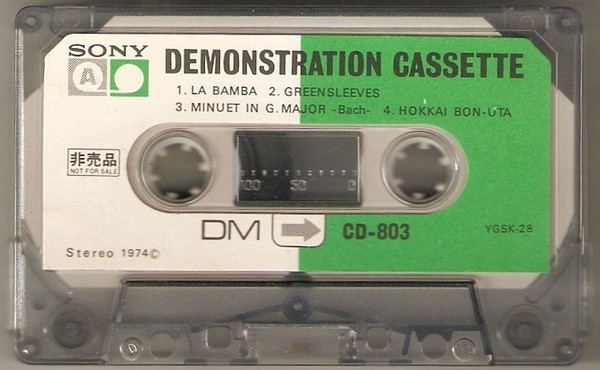 SONY
A
DEMONSTRATION CASSETTE
1. LA BAMBA 2. GREENSLEEVES
3. MINUET IN G. MAJOR -Bach- 4. HOKKAI BON-UTA
非売品
NOT FOR SALE
100 50 0
DM
CD-803
YGSK-28
Stereo 1974©
D